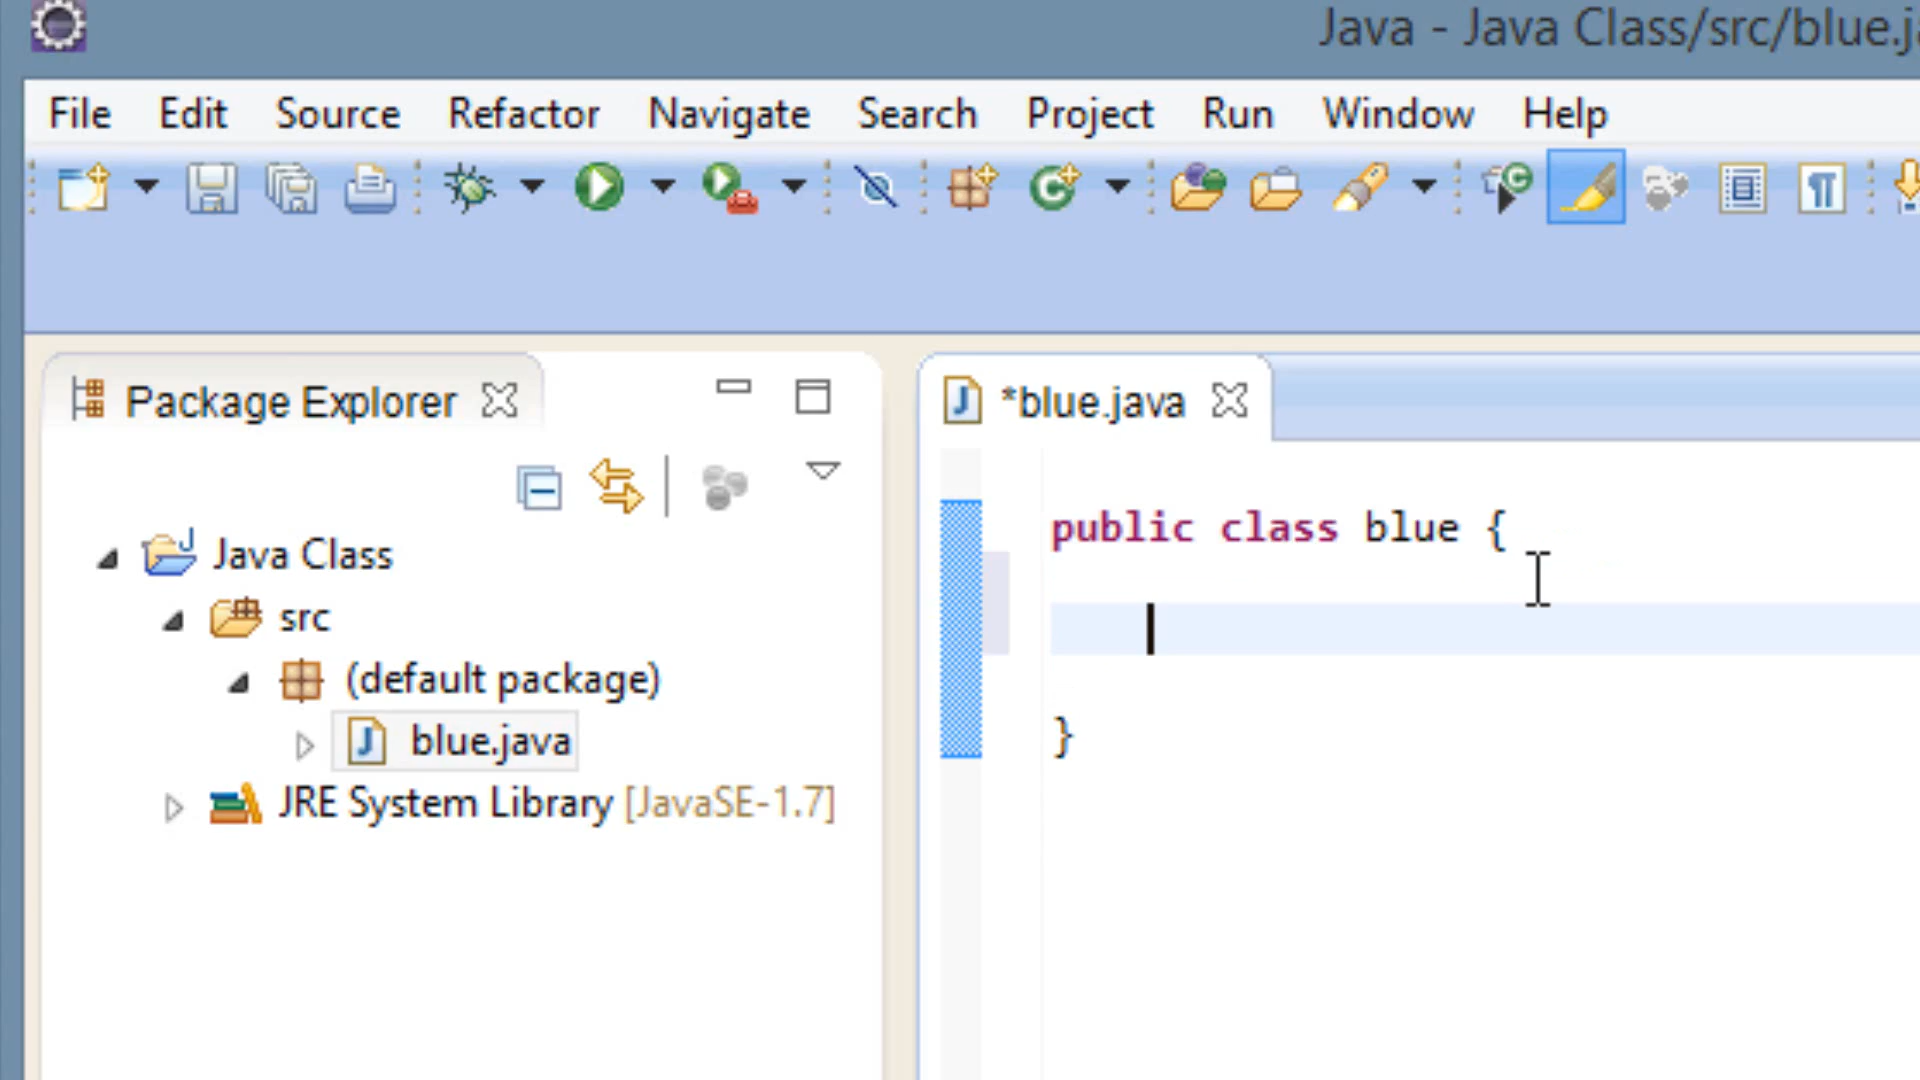 Java - Java Class/src/blue.j
File Edit Source Refactor Navigate Search Project Run Window Help
Package Explorer
*blue.java
Java Class
src
(default package)
blue.java
JRE System Library [JavaSE-1.7]
public class blue {
}